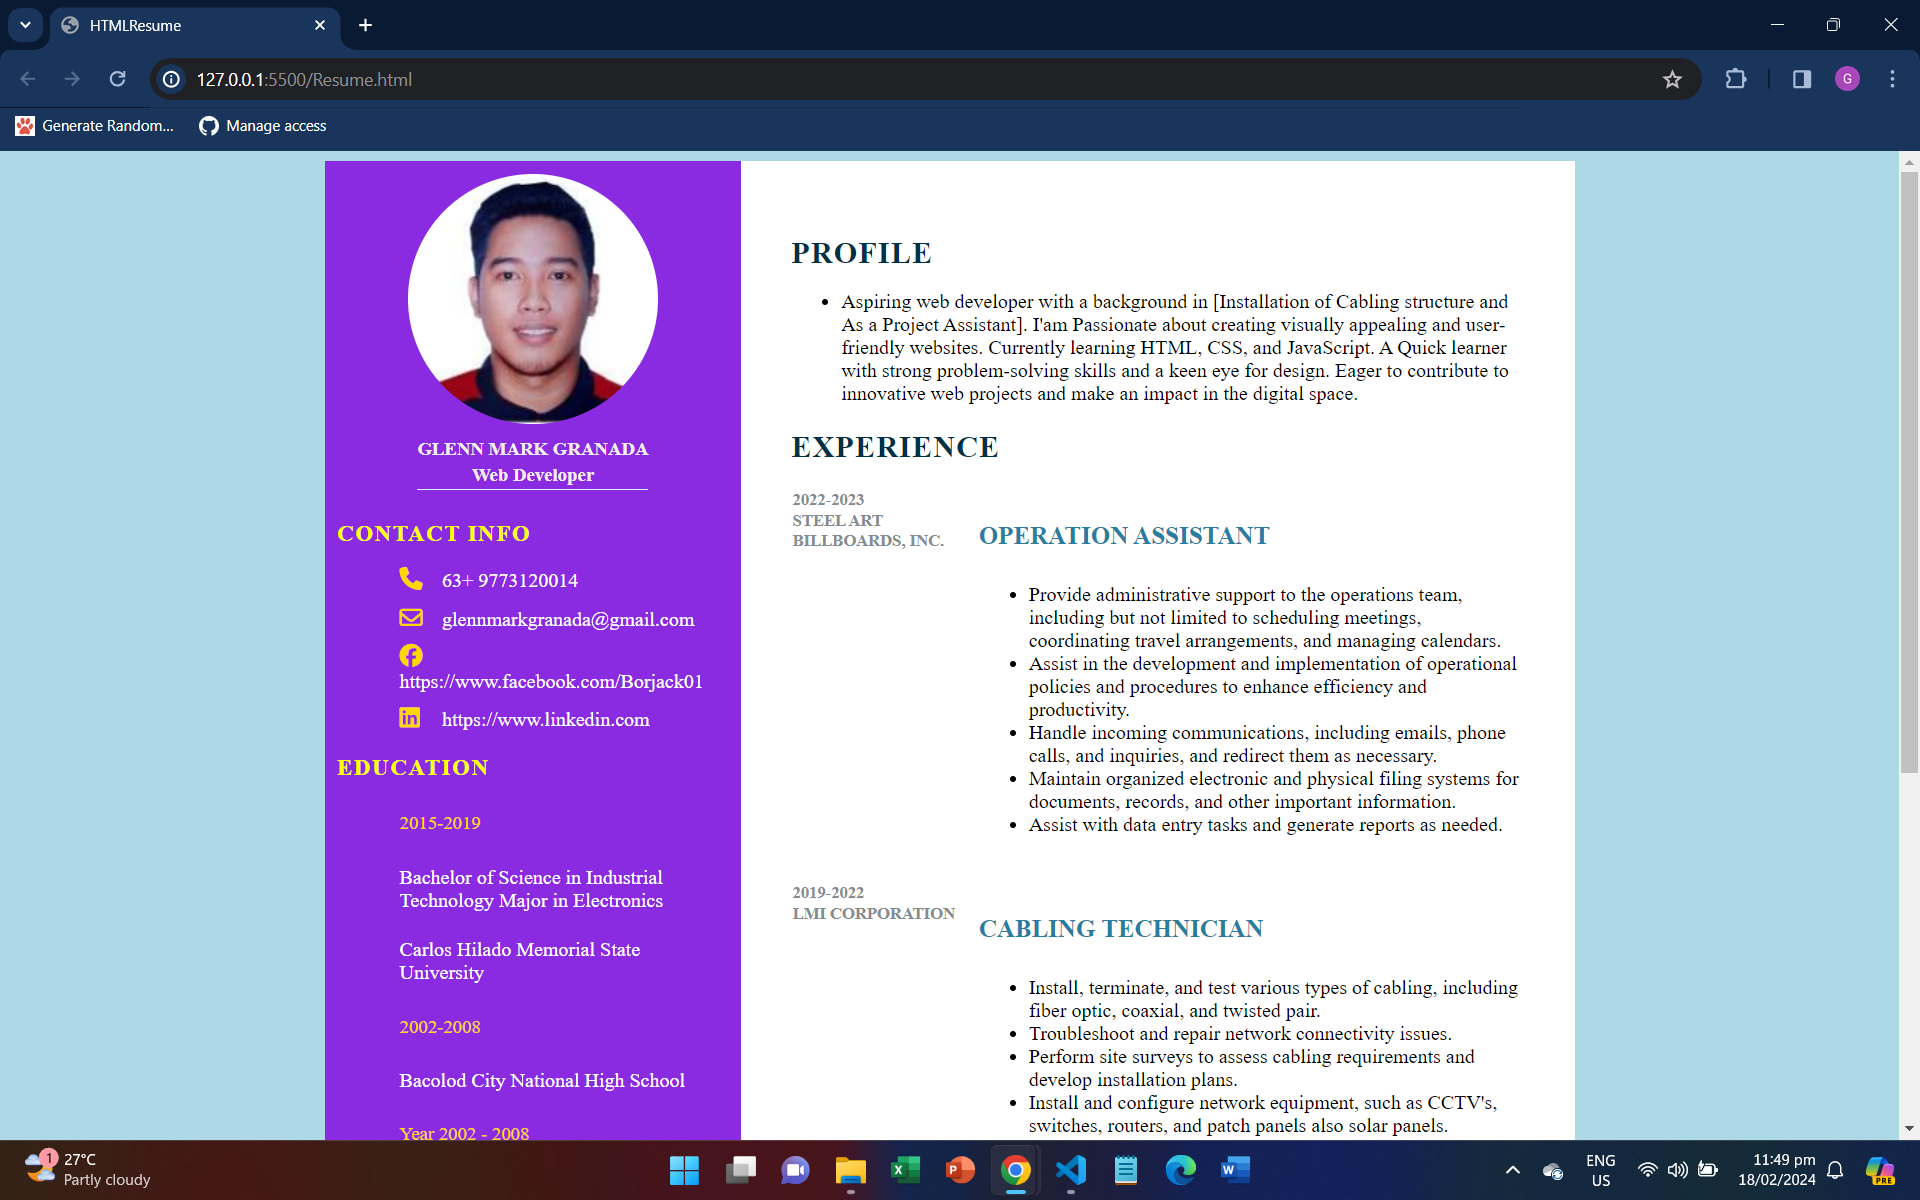 HTMLResume
127.0.0.1:5500/Resume.html
G
Generate Random...
Manage access
GLENN MARK GRANADA
Web Developer
CONTACT INFO
63+ 9773120014
glennmarkgranada@gmail.com
https://www.facebook.com/Borjack01
in
https://www.linkedin.com
EDUCATION
2015-2019
Bachelor of Science in Industrial
Technology Major in Electronics
Carlos Hilado Memorial State
University
2002-2008
Bacolod City National High School
Year 2002 - 2008
PROFILE
• Aspiring web developer with a background in [Installation of Cabling structure and
As a Project Assistant]. I'am Passionate about creating visually appealing and user-
friendly websites. Currently learning HTML, CSS, and JavaScript. A Quick learner
with strong problem-solving skills and a keen eye for design. Eager to contribute to
innovative web projects and make an impact in the digital space.
EXPERIENCE
2022-2023
STEEL ART
BILLBOARDS, INC.
OPERATION ASSISTANT
• Provide administrative support to the operations team,
including but not limited to scheduling meetings,
coordinating travel arrangements, and managing calendars.
• Assist in the development and implementation of operational
policies and procedures to enhance efficiency and
productivity.
• Handle incoming communications, including emails, phone
calls, and inquiries, and redirect them as necessary.
• Maintain organized electronic and physical filing systems for
documents, records, and other important information.
• Assist with data entry tasks and generate reports as needed.
2019-2022
LMI CORPORATION
CABLING TECHNICIAN
• Install, terminate, and test various types of cabling, including
fiber optic, coaxial, and twisted pair.
• Troubleshoot and repair network connectivity issues.
• Perform site surveys to assess cabling requirements and
develop installation plans.
• Install and configure network equipment, such as CCTV's,
switches, routers, and patch panels also solar panels.
1
27°C
Partly cloudy
ENG
US
11:49 pm
18/02/2024
PRE